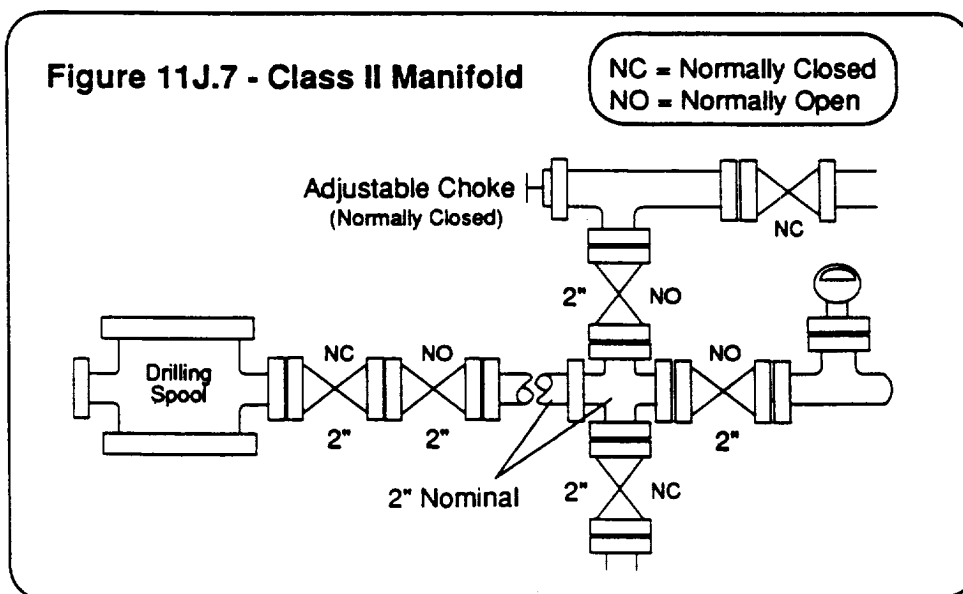 Figure 11J.7 - Class II Manifold
NC = Normally Closed
NO = Normally Open
Adjustable Choke
(Normally Closed)
NC
2" NO
Drilling
Spool
NC NO NO
2" 2" 2"
2" Nominal
2" NC